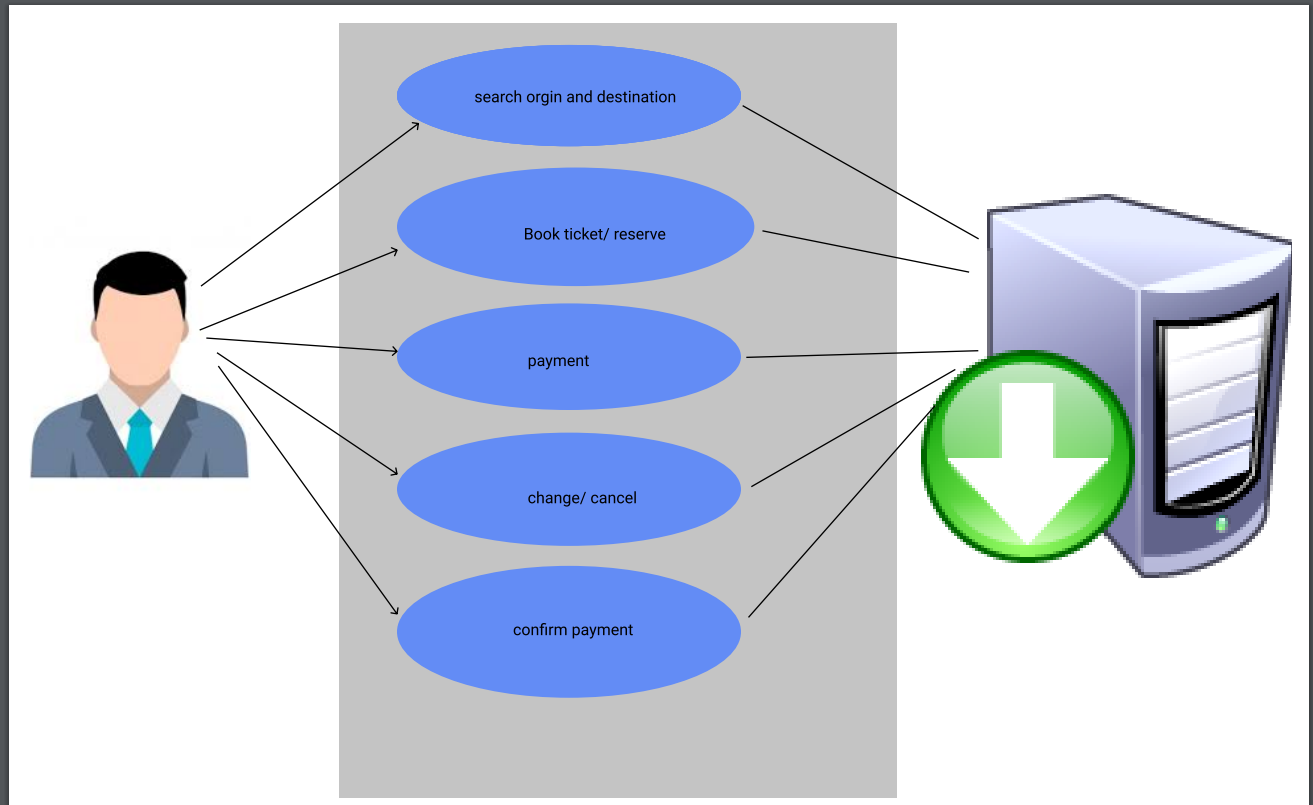 search orgin and destination
Book ticket/ reserve
payment
change/ cancel
confirm payment